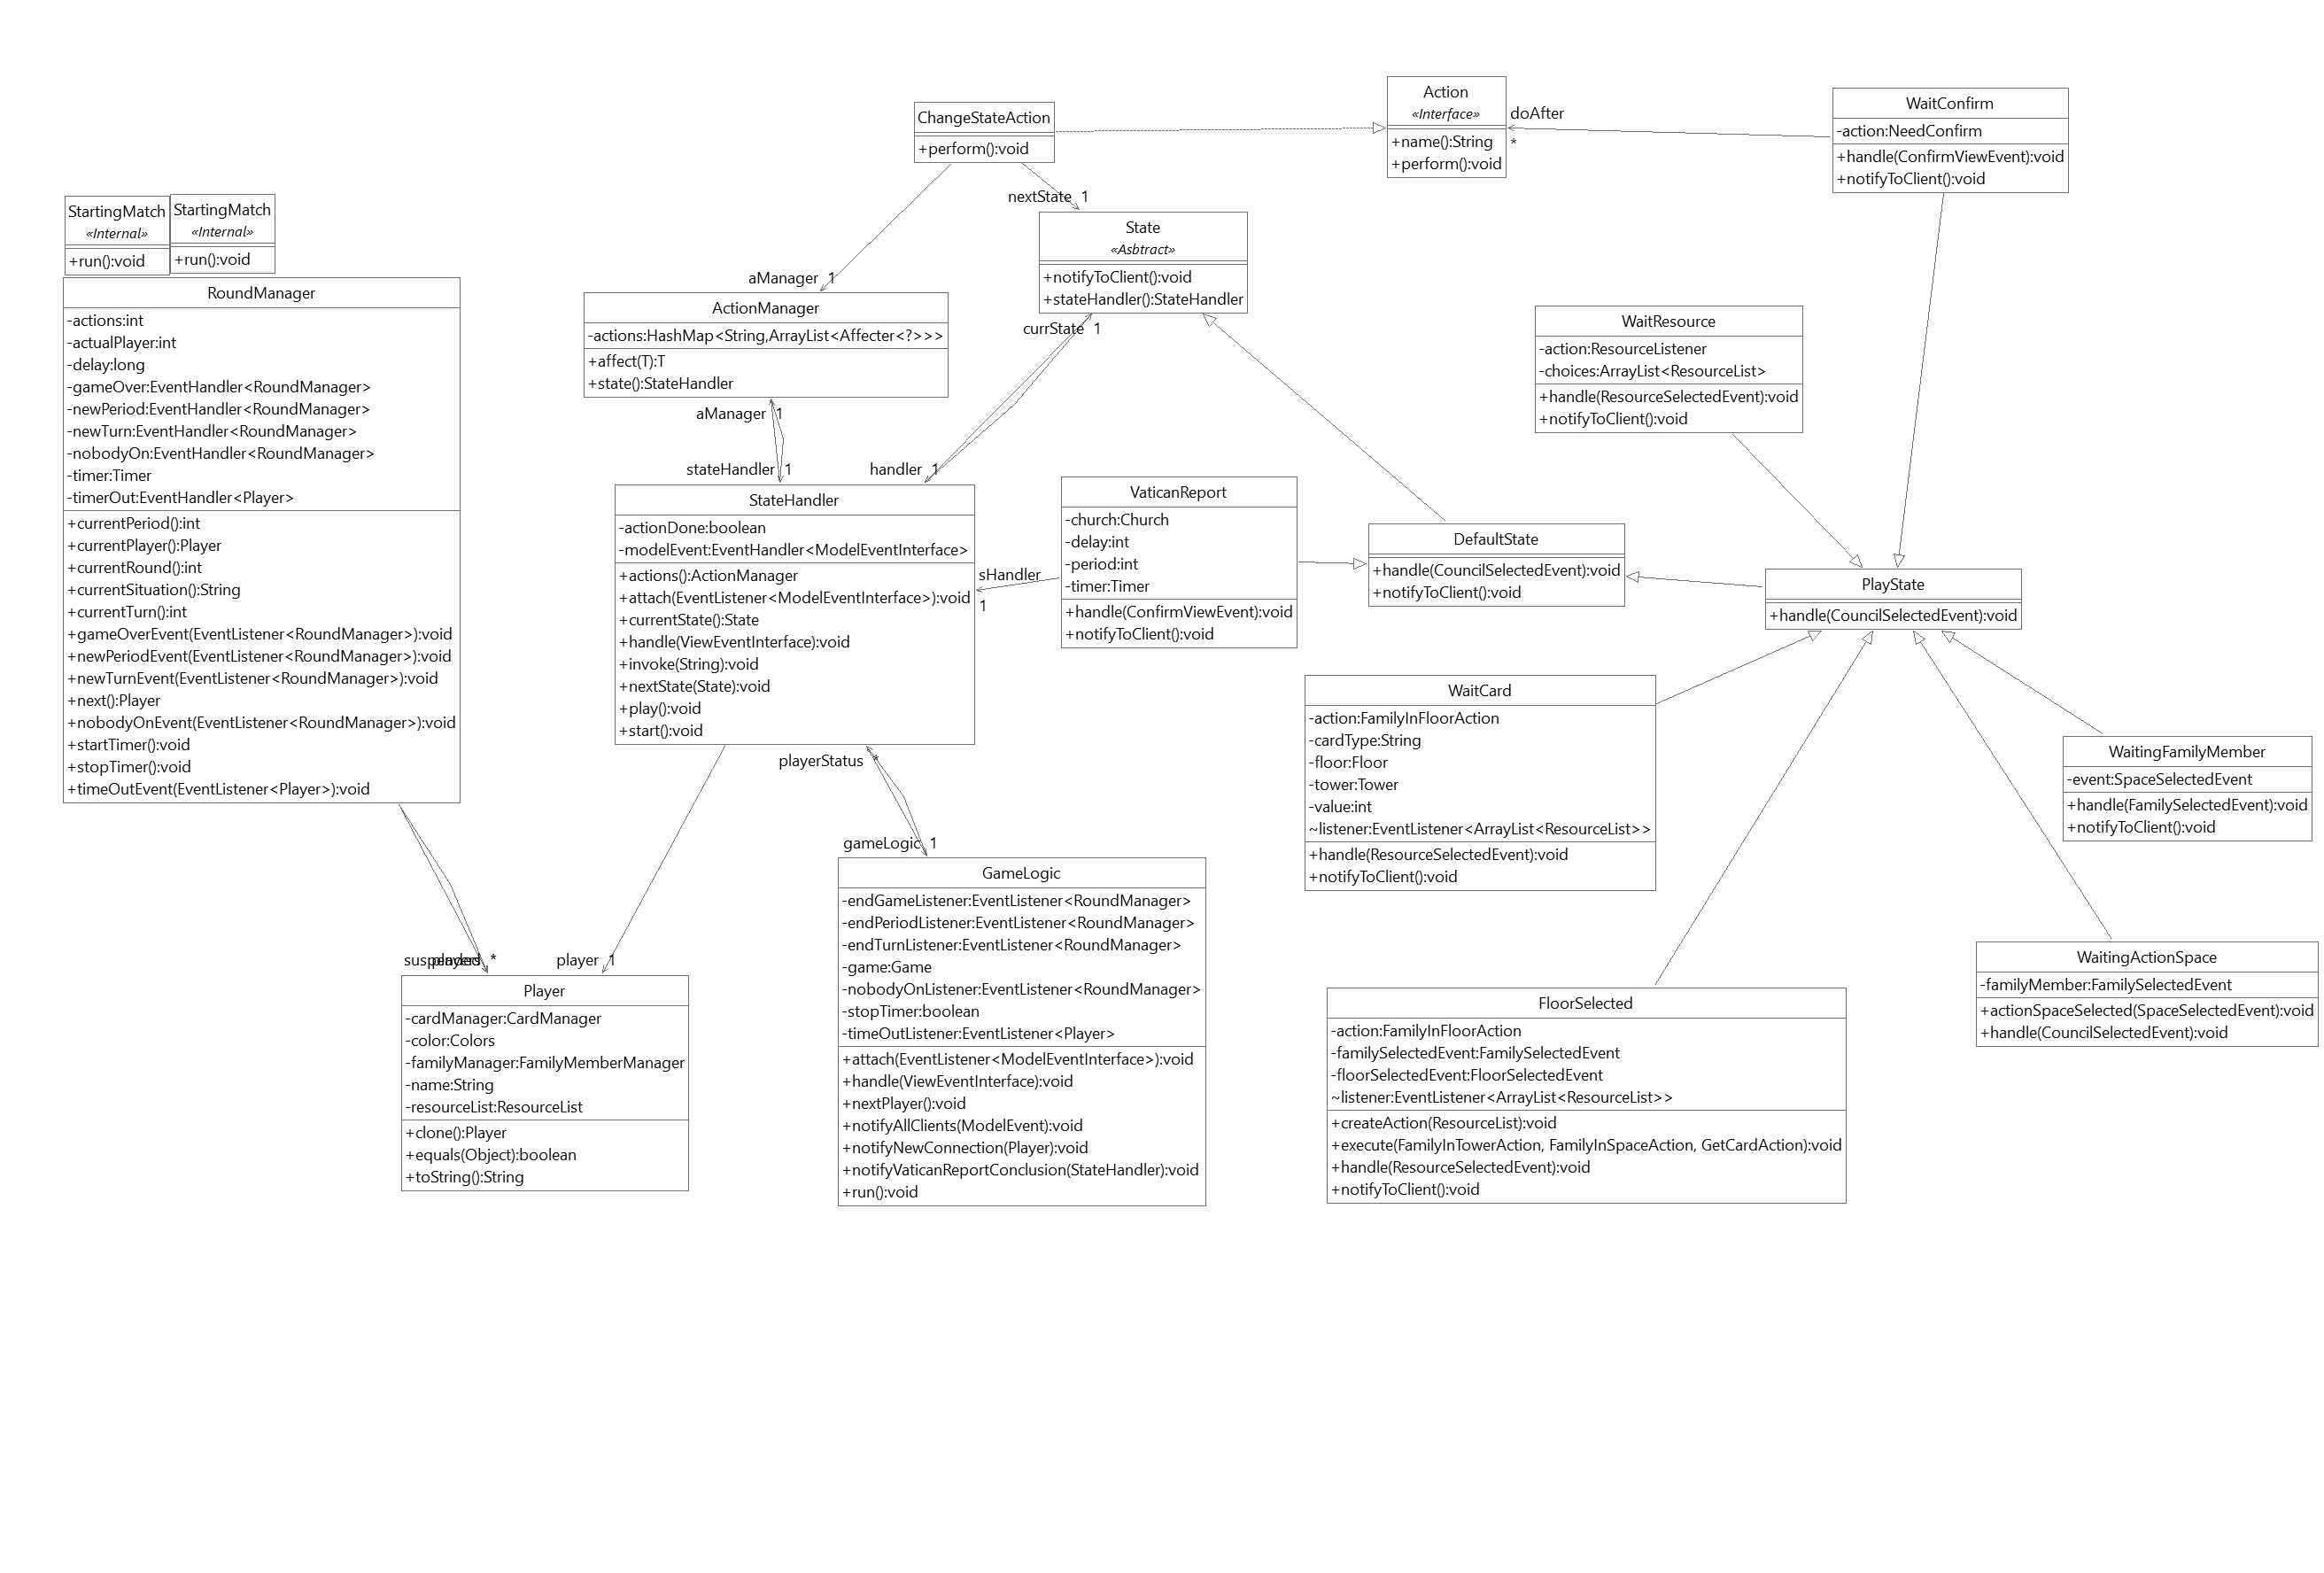 ChangeStateAction
+perform():void
Action
«Interface»
+name():String
+perform():void
doAfter
*
WaitConfirm
-action:NeedConfirm
+handle(ConfirmViewEvent):void
+notifyToClient():void
nextState 1
State
«Asbtract»
+notifyToClient():void
+stateHandler():StateHandler
StartingMatch
«Internal»
+run():void
StartingMatch
«Internal»
+run():void
RoundManager
-actions:int
-actualPlayer:int
-delay:long
-gameOver:EventHandler<RoundManager>
-newPeriod:EventHandler<RoundManager>
-newTurn:EventHandler<RoundManager>
-nobodyOn:EventHandler<RoundManager>
-timer:Timer
-timerOut:EventHandler<Player>
+currentPeriod():int
+currentPlayer():Player
+currentRound():int
+currentSituation():String
+currentTurn():int
+gameOverEvent(EventListener<RoundManager>):void
+newPeriodEvent(EventListener<RoundManager>):void
+newTurnEvent(EventListener<RoundManager>):void
+next():Player
+nobodyOnEvent(EventListener<RoundManager>):void
+startTimer():void
+stopTimer():void
+timeOutEvent(EventListener<Player>):void
aManager 1
ActionManager
-actions:HashMap<String,ArrayList<Affecter<?>>>
+affect(T):T
+state():StateHandler
aManager 1
currState 1
stateHandler 1
handler 1
StateHandler
-actionDone:boolean
-modelEvent:EventHandler<ModelEventInterface>
+actions():ActionManager
+attach(EventListener<ModelEventInterface>):void
+currentState():State
+handle(ViewEventInterface):void
+invoke(String):void
+nextState(State):void
+play():void
+start():void
sHandler
1
VaticanReport
-church:Church
-delay:int
-period:int
-timer:Timer
+handle(ConfirmViewEvent):void
+notifyToClient():void
DefaultState
+handle(CouncilSelectedEvent):void
+notifyToClient():void
WaitResource
-action:ResourceListener
-choices:ArrayList<ResourceList>
+handle(ResourceSelectedEvent):void
+notifyToClient():void
PlayState
+handle(CouncilSelectedEvent):void
WaitCard
-action:FamilyInFloorAction
-cardType:String
-floor:Floor
-tower:Tower
-value:int
~listener:EventListener<ArrayList<ResourceList>>
+handle(ResourceSelectedEvent):void
+notifyToClient():void
WaitingFamilyMember
-event:SpaceSelectedEvent
+handle(FamilySelectedEvent):void
+notifyToClient():void
playerStatus *
gameLogic 1
GameLogic
-endGameListener:EventListener<RoundManager>
-endPeriodListener:EventListener<RoundManager>
-endTurnListener:EventListener<RoundManager>
-game:Game
-nobodyOnListener:EventListener<RoundManager>
-stopTimer:boolean
-timeOutListener:EventListener<Player>
+attach(EventListener<ModelEventInterface>):void
+handle(ViewEventInterface):void
+nextPlayer():void
+notifyAllClients(ModelEvent):void
+notifyNewConnection(Player):void
+notifyVaticanReportConclusion(StateHandler):void
+run():void
players *
player 1
Player
-cardManager:CardManager
-color:Colors
-familyManager:FamilyMemberManager
-name:String
-resourceList:ResourceList
+clone():Player
+equals(Object):boolean
+toString():String
WaitingActionSpace
-familyMember:FamilySelectedEvent
+actionSpaceSelected(SpaceSelectedEvent):void
+handle(CouncilSelectedEvent):void
FloorSelected
-action:FamilyInFloorAction
-familySelectedEvent:FamilySelectedEvent
-floorSelectedEvent:FloorSelectedEvent
~listener:EventListener<ArrayList<ResourceList>>
+createAction(ResourceList):void
+execute(FamilyInTowerAction, FamilyInSpaceAction, GetCardAction):void
+handle(ResourceSelectedEvent):void
+notifyToClient():void